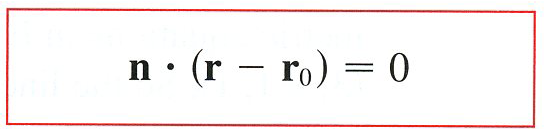 n · (r − r₀) = 0